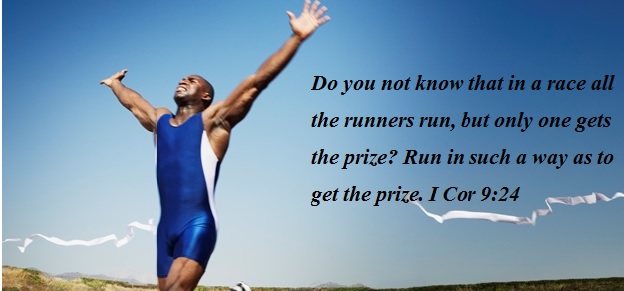 Do you not know that in a race all
the runners run, but only one gets
the prize? Run in such a way as to
get the prize. I Cor 9:24